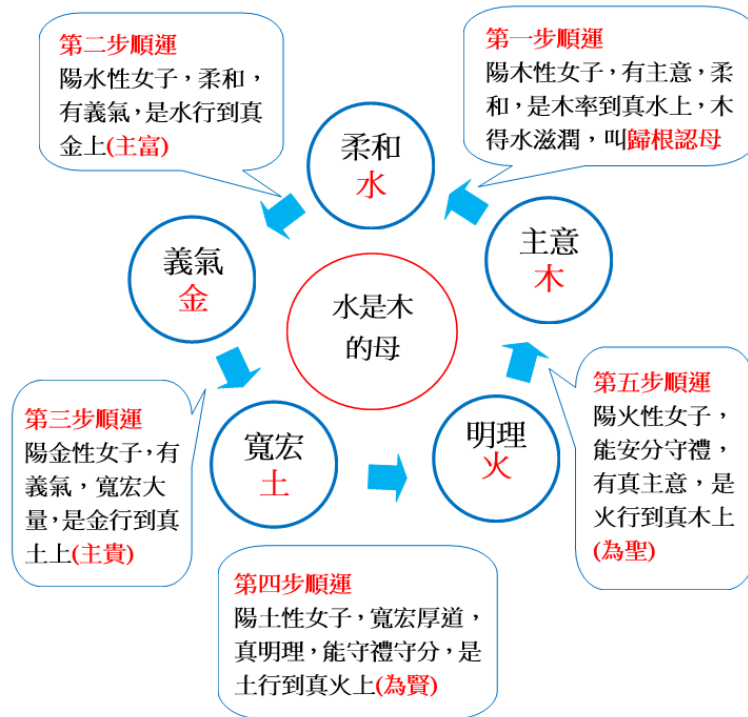 第一步順運
陽木性女子，有主意，柔
和，是木率到真水上，木
得水滋潤，叫歸根認母
第二步順運
陽水性女子，柔和，
有義氣，是水行到真
金上(主富)
第三步順運
陽金性女子，有
義氣，寬宏大
量，是金行到真
土上(主貴)
第四步順運
陽土性女子，寬宏厚道，
真明理，能守禮守分，是
土行到真火上(為賢)
第五步順運
陽火性女子，
能安分守禮，
有真主意，是
火行到真木上
(為聖)
柔和
水
義氣
金
寬宏
土
明理
火
主意
木
水是木
的母